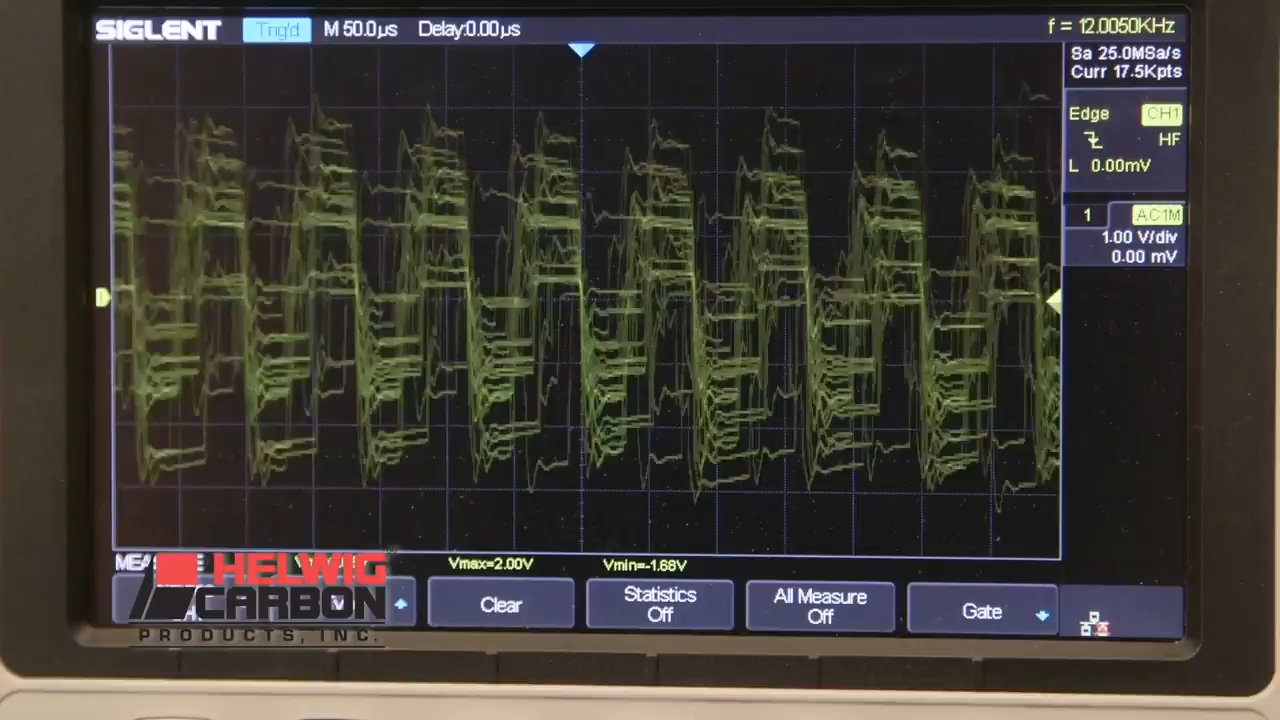 SIGLENT Trig'd M 50.0µs Delay:0.00µs f = 12.0050KHz
Sa 25.0MSa/s
Curr 17.5Kpts
Edge CH1
HF
L 0.00mV
1 AC1M
1.00 V/div
0.00 mV
Vmax=2.00V Vmin=-1.68V
Clear
Statistics
Off
All Measure
Off
Gate
HELWIG
CARBON
PRODUCTS, INC.